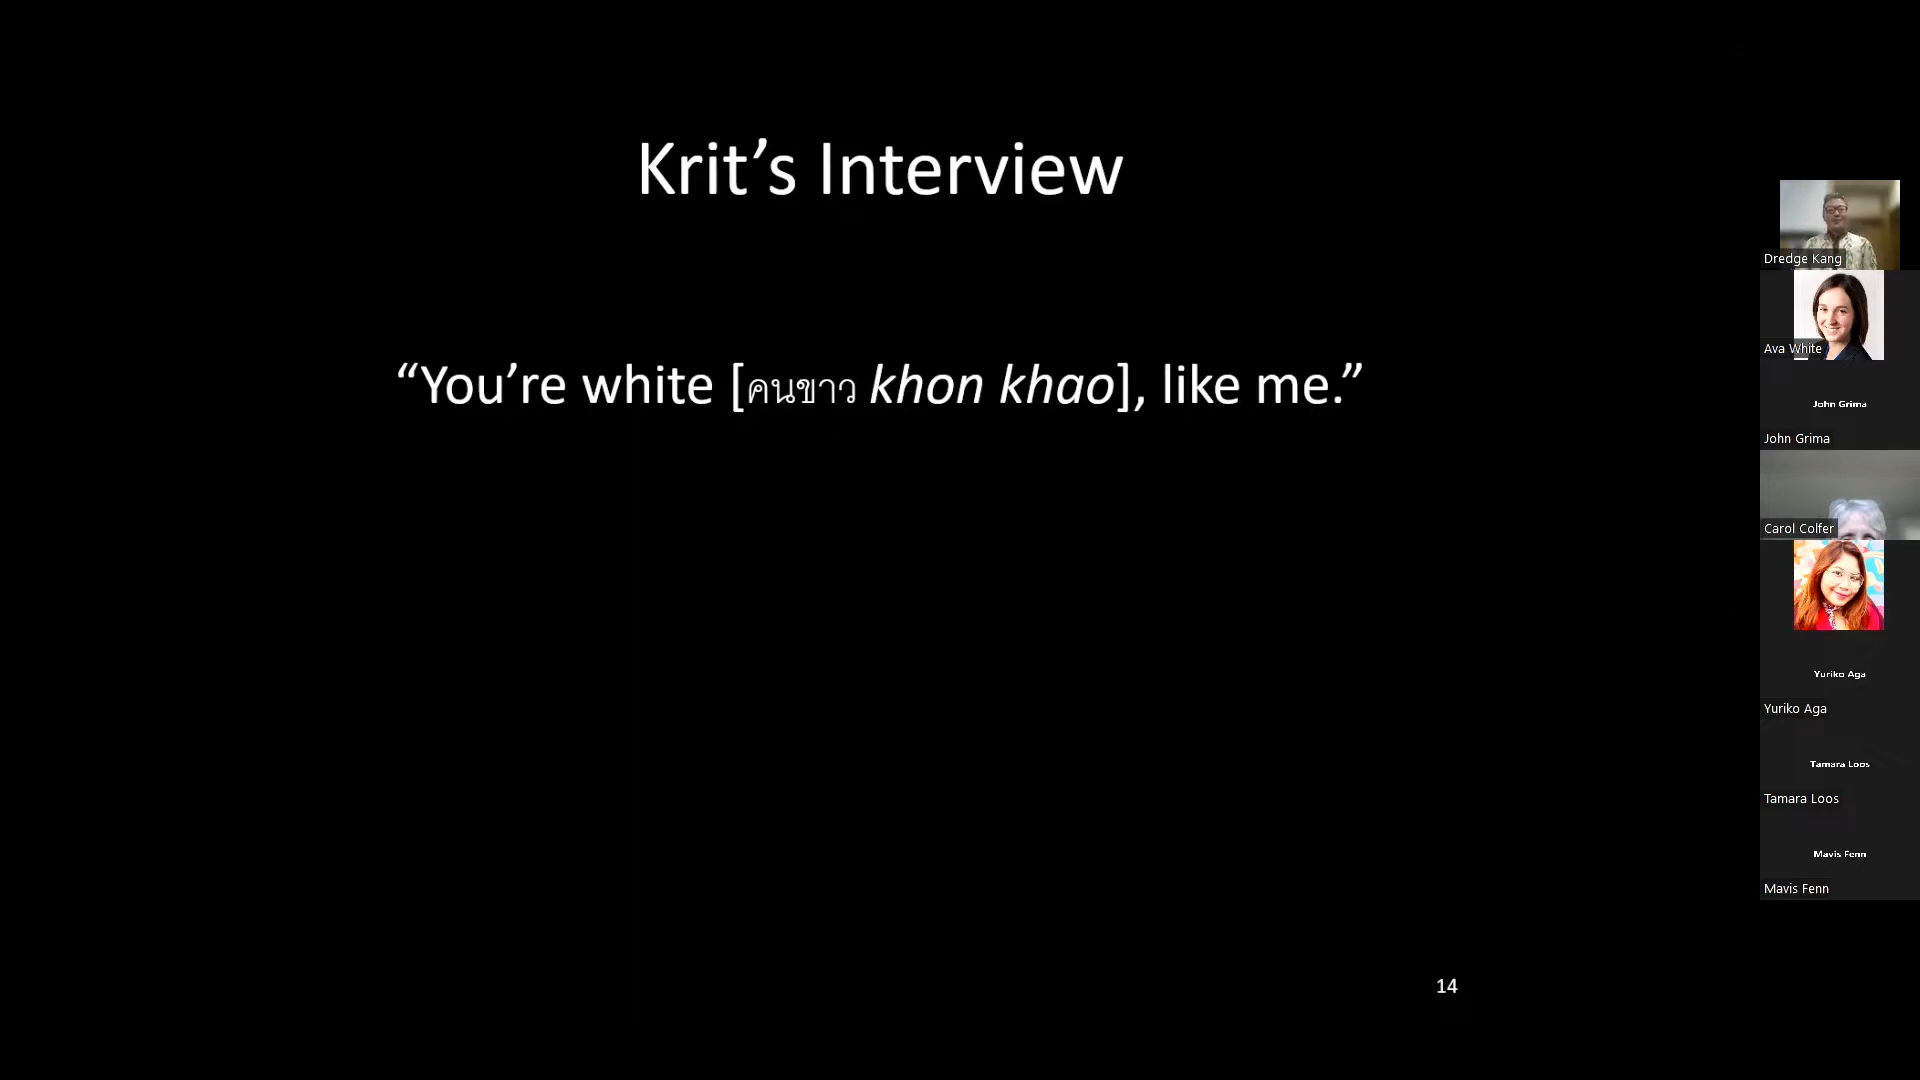 Krit’s Interview
“You’re white [คนขาว khon khao], like me.”
14
Dredge Kang
Ava White
John Grima
John Grima
Carol Colfer
Yuriko Aga
Yuriko Aga
Tamara Loos
Tamara Loos
Mavis Fenn
Mavis Fenn